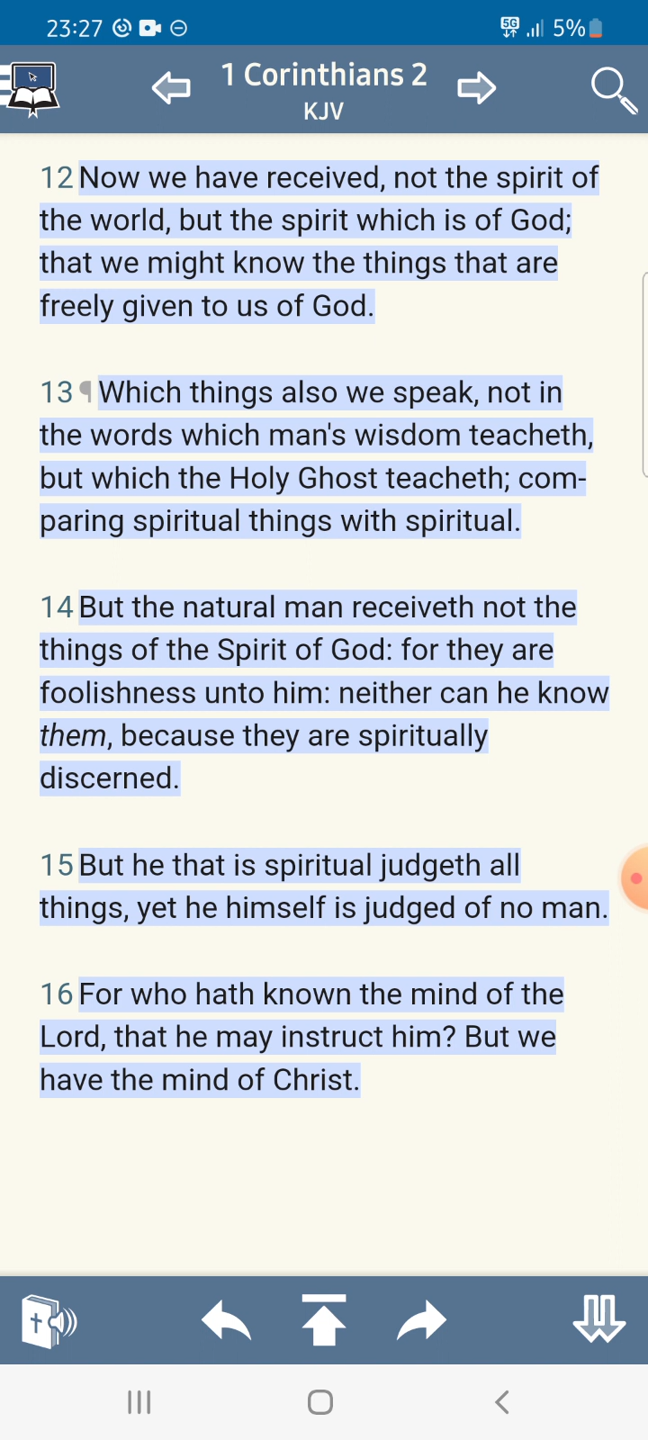 23:27 5G 5%
1 Corinthians 2
KJV
12 Now we have received, not the spirit of
the world, but the spirit which is of God;
that we might know the things that are
freely given to us of God.
13 ¶ Which things also we speak, not in
the words which man's wisdom teacheth,
but which the Holy Ghost teacheth; com-
paring spiritual things with spiritual.
14 But the natural man receiveth not the
things of the Spirit of God: for they are
foolishness unto him: neither can he know
them, because they are spiritually
discerned.
15 But he that is spiritual judgeth all
things, yet he himself is judged of no man.
16 For who hath known the mind of the
Lord, that he may instruct him? But we
have the mind of Christ.